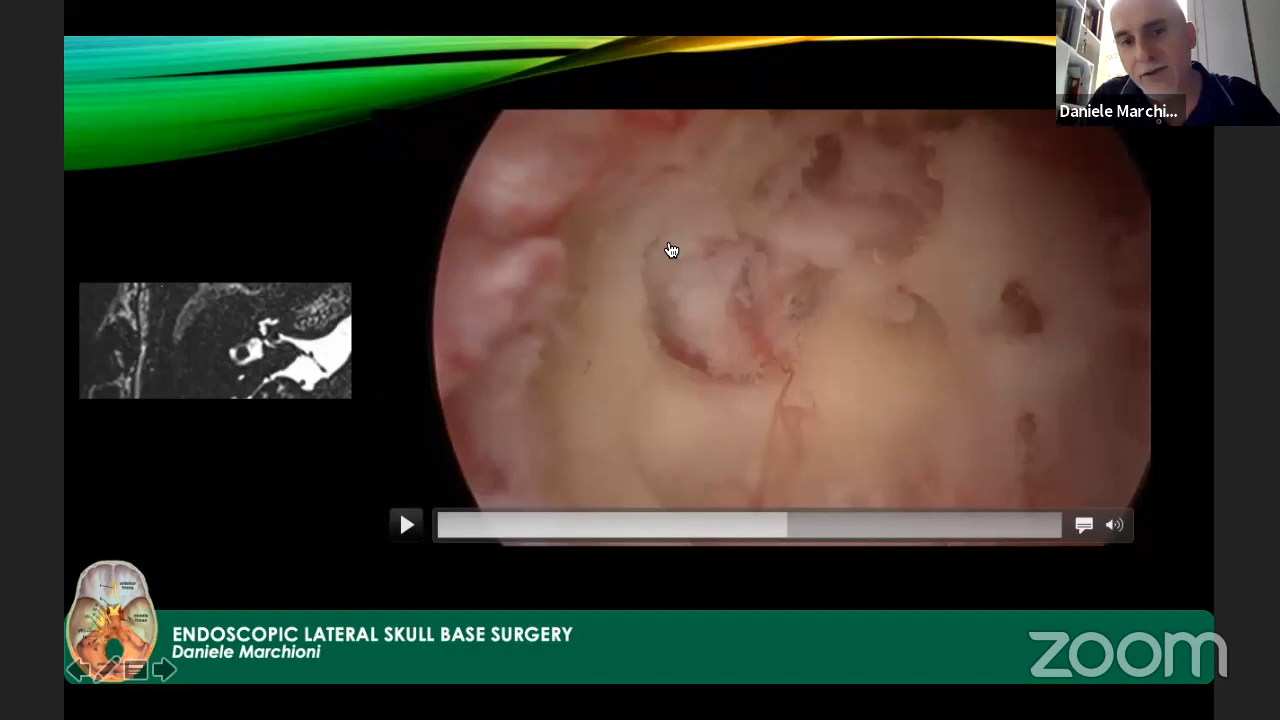 Daniele Marchi...
ENDOSCOPIC LATERAL SKULL BASE SURGERY
Daniele Marchioni
zoom